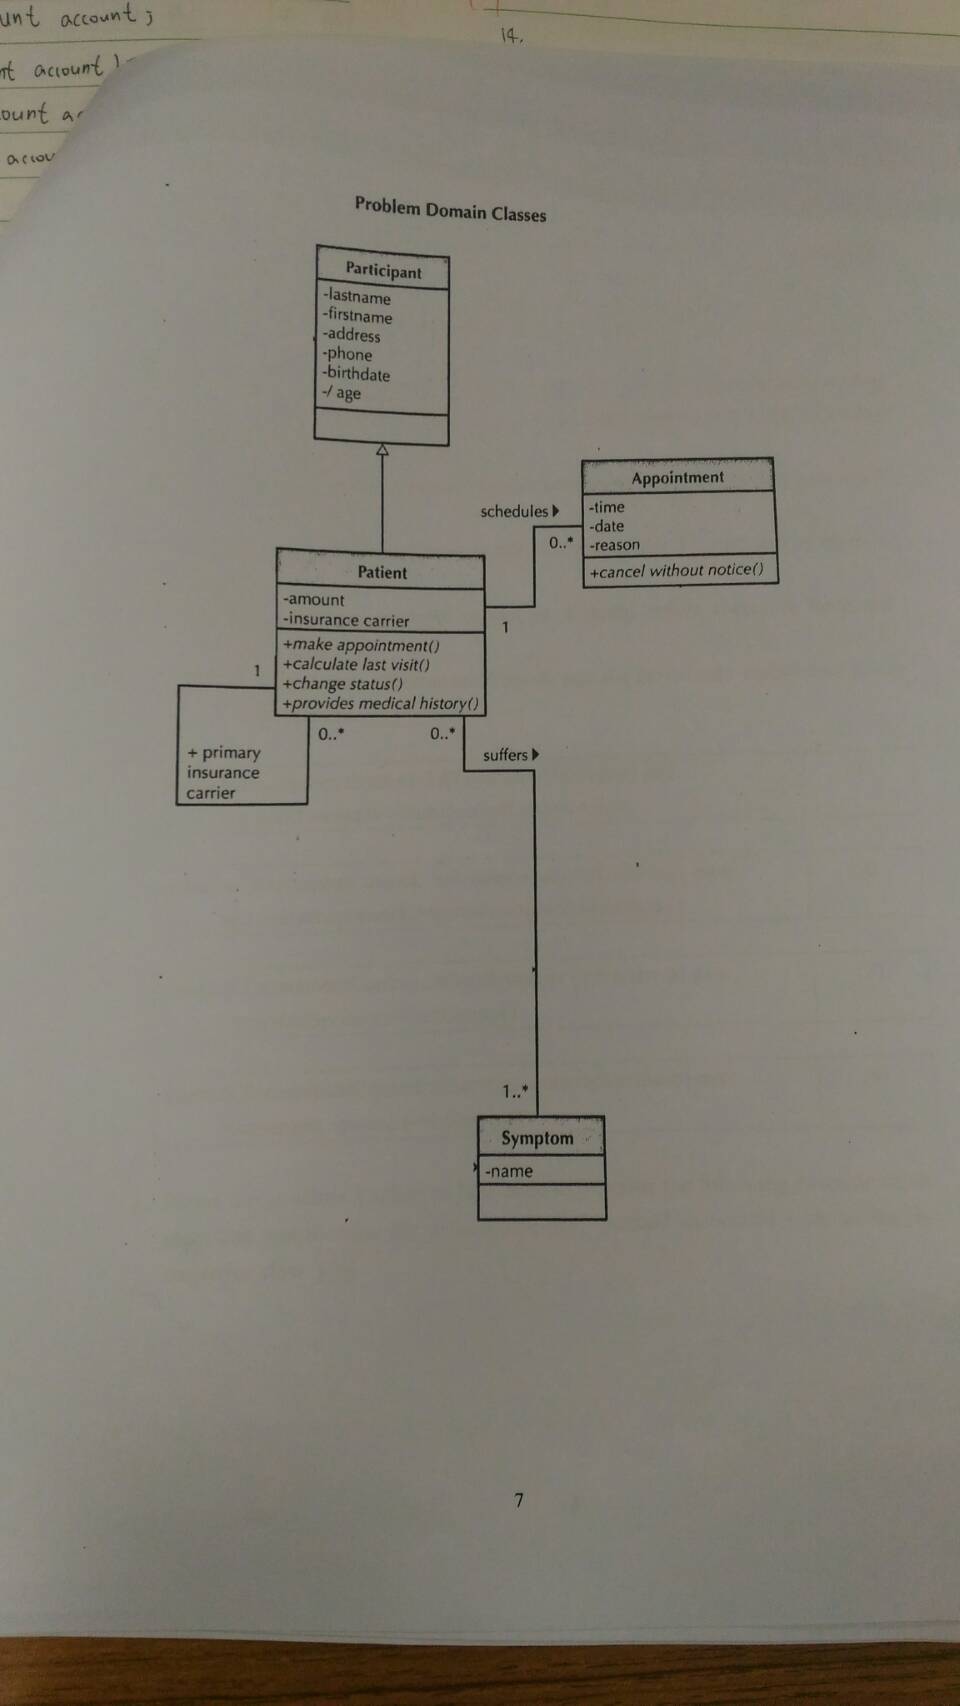 unt account;
nt account)
ount a
accou
14.
Problem Domain Classes
Participant
-lastname
-firstname
-address
-phone
-birthdate
-/ age
Appointment
-time
-date
-reason
+cancel without notice()
schedules
0..*
1
Patient
-amount
-insurance carrier
+make appointment()
+calculate last visit()
+change status()
+provides medical history()
1
0..*
+ primary
insurance
carrier
0..*
suffers
1..*
Symptom
-name
7